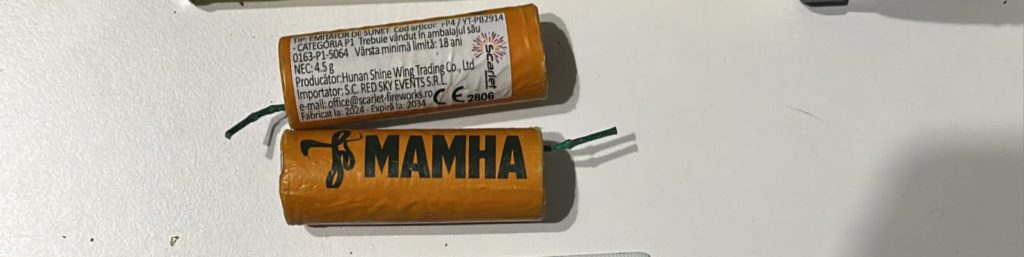 Tip: EMIȚĂTOR DE SUNET Cod articol: FP4 / YT-PB2914
- CATEGORIA P1 Trebuie vândut în ambalajul său
0163-P1-5064 Vârsta minimă limită: 18 ani
NEC: 4.5 g
Producător:Hunan Shine Wing Trading Co., Ltd
Importator: S.C. RED SKY EVENTS S.R.L
e-mail: office@scarlet-fireworks.ro
Fabricat la: 2024 - Expiră la: 2034
CE 2806
Scarlet
MAMHA